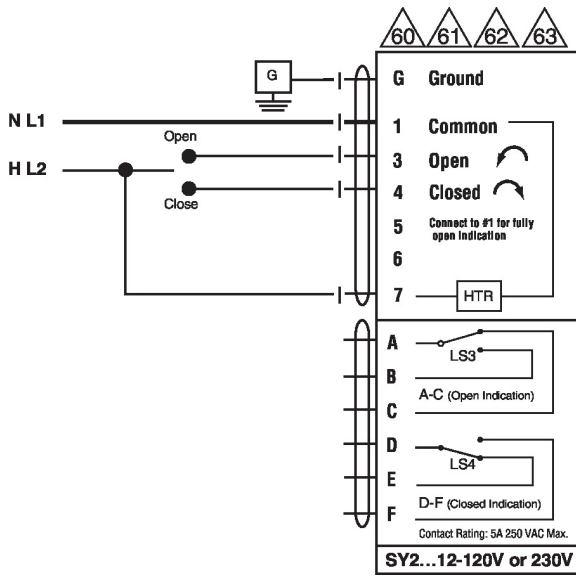 60 61 62 63
G
G Ground
N L1
1 Common
Open
3 Open
H L2
4 Closed
Close
5 Connect to #1 for fully
open indication
6
7 HTR
A
LS3
B
A-C (Open Indication)
C
D
LS4
E
D-F (Closed Indication)
F
Contact Rating: 5A 250 VAC Max.
SY2...12-120V or 230V